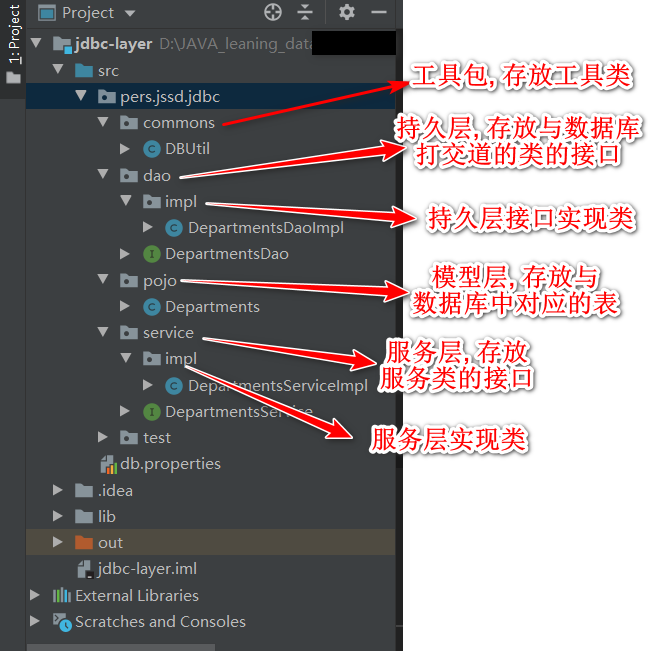 1: Project
Project
jdbc-layer D:\JAVA_leaning_data
src
pers.jssd.jdbc
commons
DBUtil
dao
impl
DepartmentsDaoImpl
DepartmentsDao
pojo
Departments
service
impl
DepartmentsServiceImpl
DepartmentsService
test
db.properties
.idea
lib
out
jdbc-layer.iml
External Libraries
Scratches and Consoles
工具包, 存放工具类
持久层, 存放与数据库
打交道的类的接口
持久层接口实现类
模型层, 存放与
数据库中对应的表
服务层, 存放
服务类的接口
服务层实现类